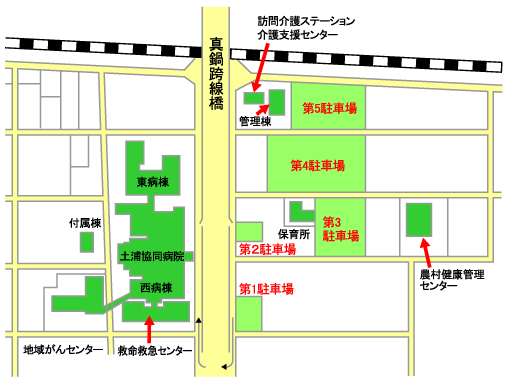 訪問介護ステーション
介護支援センター
真鍋跨線橋
管理棟
第5駐車場
第4駐車場
東病棟
付属棟
保育所
第3
駐車場
第2駐車場
土浦協同病院
農村健康管理
センター
西病棟
第1駐車場
地域がんセンター
救命救急センター